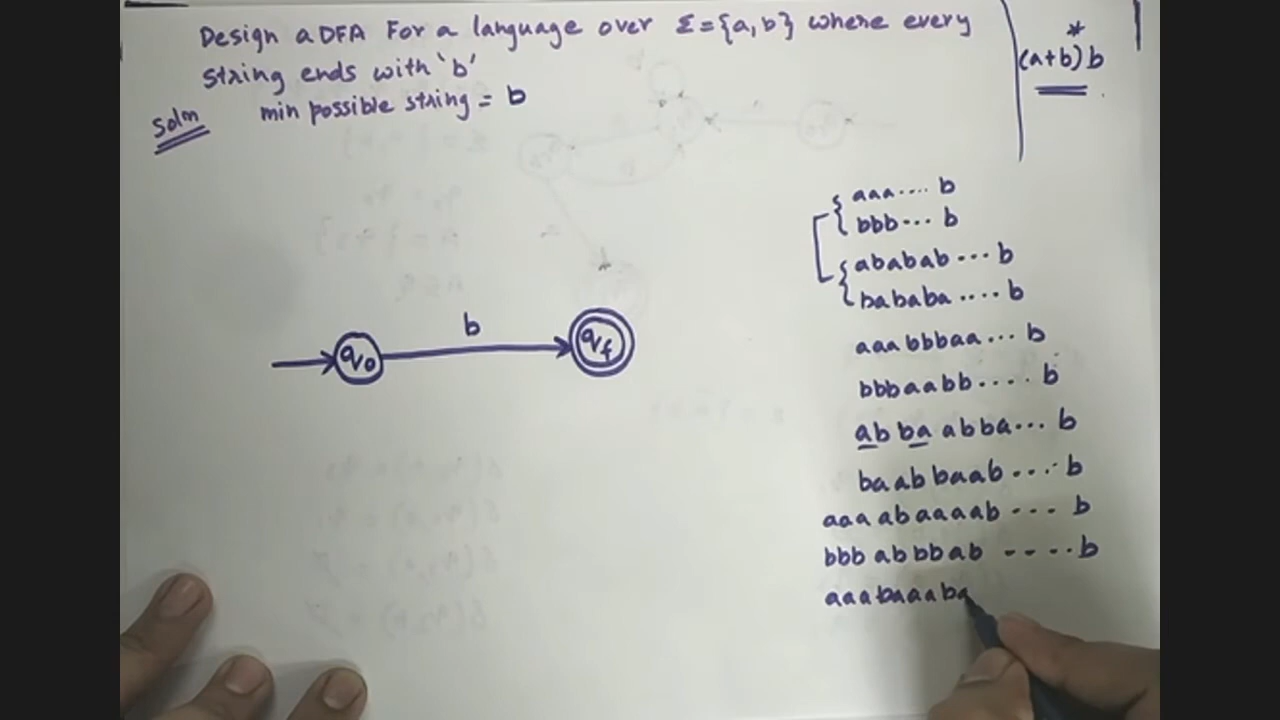 Design a DFA For a language over Σ={a,b} where every
string ends with 'b'
(a+b)*b
Soln min possible string = b
aaa.... b
bbb... b
ababab...b
bababa....b
aaabbbaa...b
bbbaabb....b
abbaabba...b
baabbaab....b
aaaabaaaab... b
bbbabbbab ....b
aaabaaaba
b
q0
qf